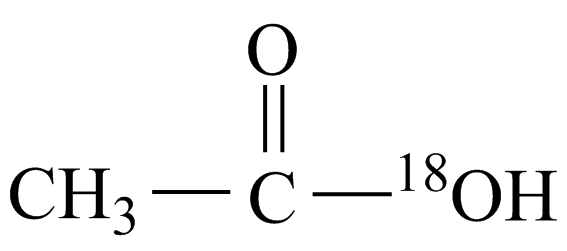 O
CH₃ — C — ¹⁸OH